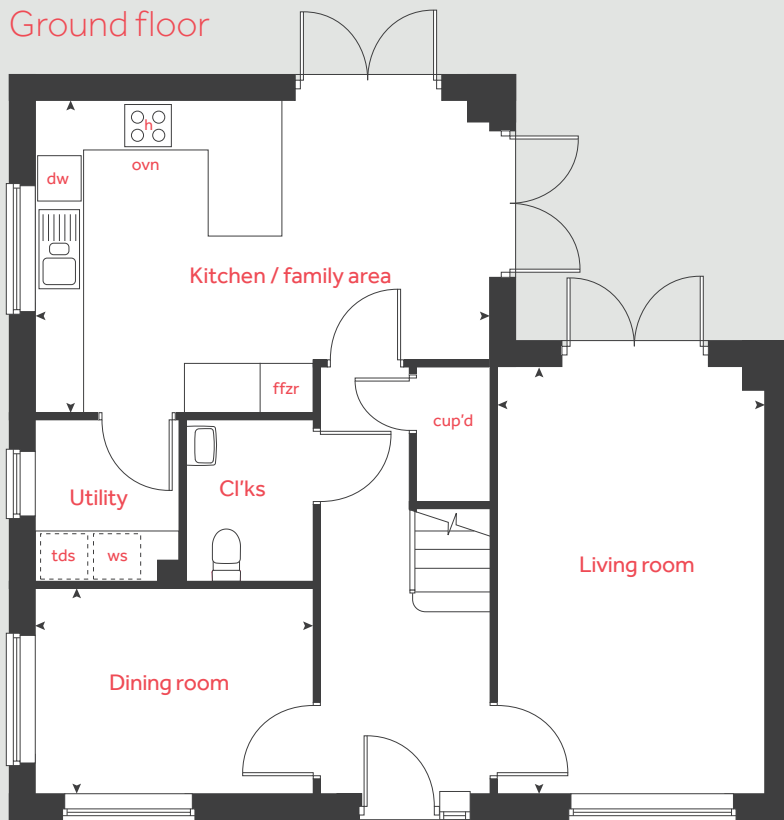 Ground floor
h
ovn
dw
Kitchen / family area
ffzr
cup'd
Cl'ks
Utility
tds
ws
Living room
Dining room